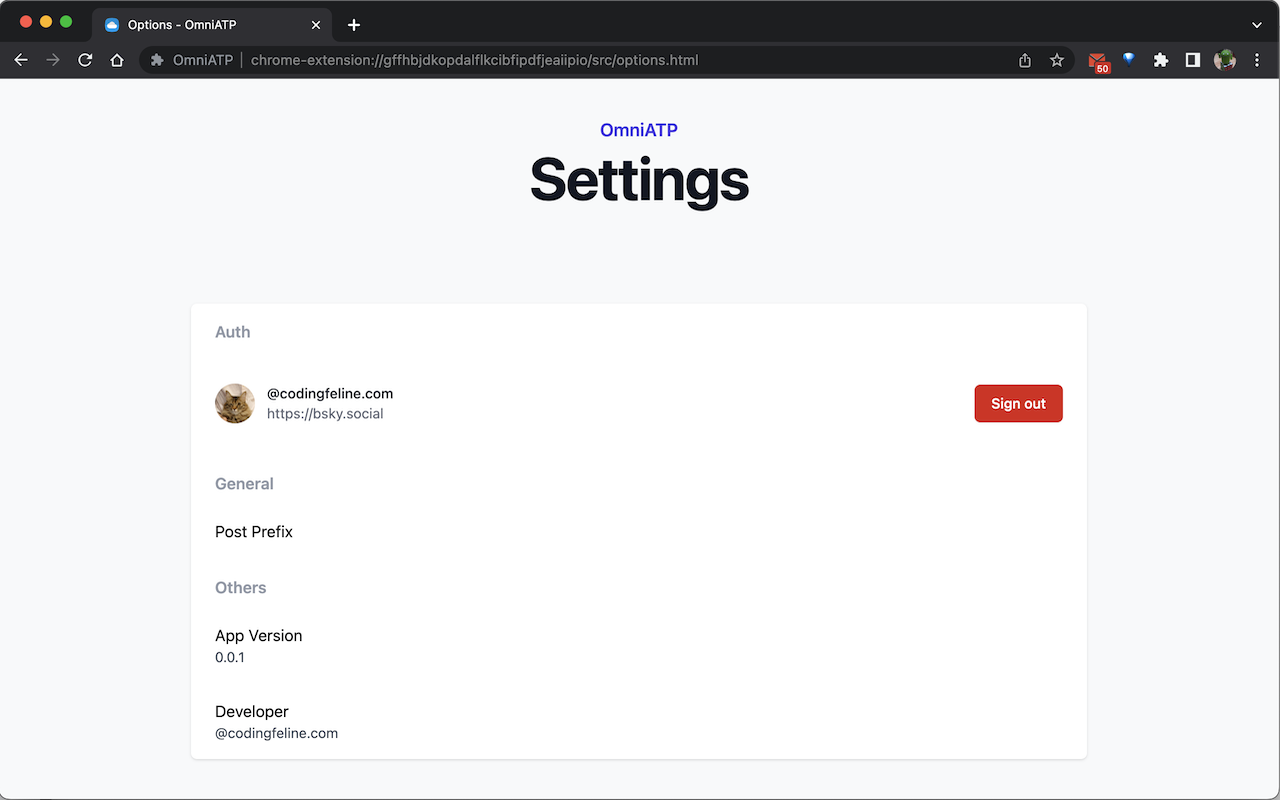 Options - OmniATP
OmniATP | chrome-extension://gffhbjdkopdalflkcibfipdfjeaiipio/src/options.html
50
OmniATP
Settings
Auth
@codingfeline.com
https://bsky.social
Sign out
General
Post Prefix
Others
App Version
0.0.1
Developer
@codingfeline.com